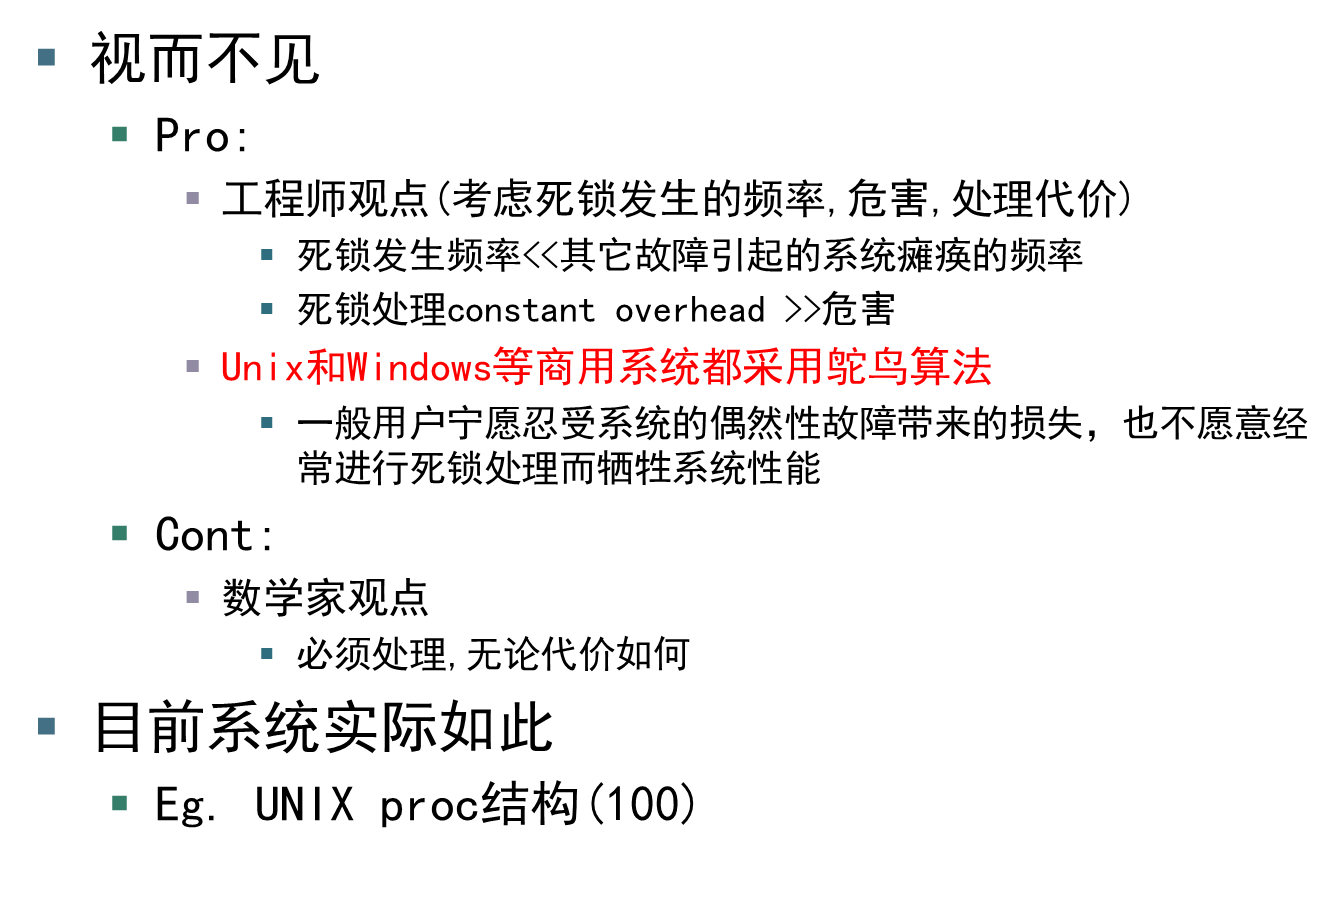 视而不见
Pro:
工程师观点(考虑死锁发生的频率,危害,处理代价)
死锁发生频率<<其它故障引起的系统瘫痪的频率
死锁处理constant overhead >>危害
Unix和Windows等商用系统都采用鸵鸟算法
一般用户宁愿忍受系统的偶然性故障带来的损失，也不愿意经
常进行死锁处理而牺牲系统性能
Cont:
数学家观点
必须处理,无论代价如何
目前系统实际如此
Eg. UNIX proc结构(100)